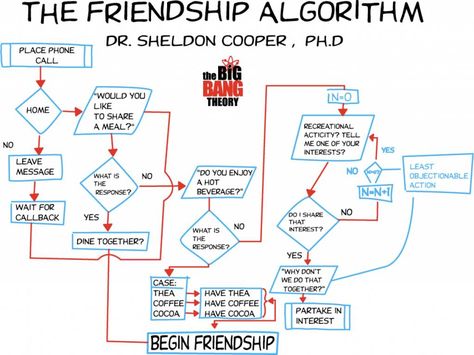 THE FRIENDSHIP ALGORITHM
DR. SHELDON COOPER, PH.D
the BIG
BANG
THEORY
PLACE PHONE
CALL
HOME
NO
LEAVE
MESSAGE
WAIT FOR
CALLBACK
"WOULD YOU
LIKE
TO SHARE
A MEAL?"
WHAT IS
THE
RESPONSE?
NO
YES
DINE TOGETHER?
"DO YOU ENJOY
A HOT
BEVERAGE?"
WHAT IS
THE
RESPONSE?
CASE:
THEA
COFFEE
COCOA
HAVE THEA
HAVE COFFEE
HAVE COCOA
BEGIN FRIENDSHIP
N=0
RECREATIONAL
ACTICITY? TELL
ME ONE OF YOUR
INTERESTS?
YES
NO
N=N+1
LEAST
OBJECTIONABLE
ACTION
DO I SHARE
THAT
INTEREST?
NO
YES
"WHY DON'T
WE DO
THAT TOGETHER?"
PARTAKE IN
INTEREST